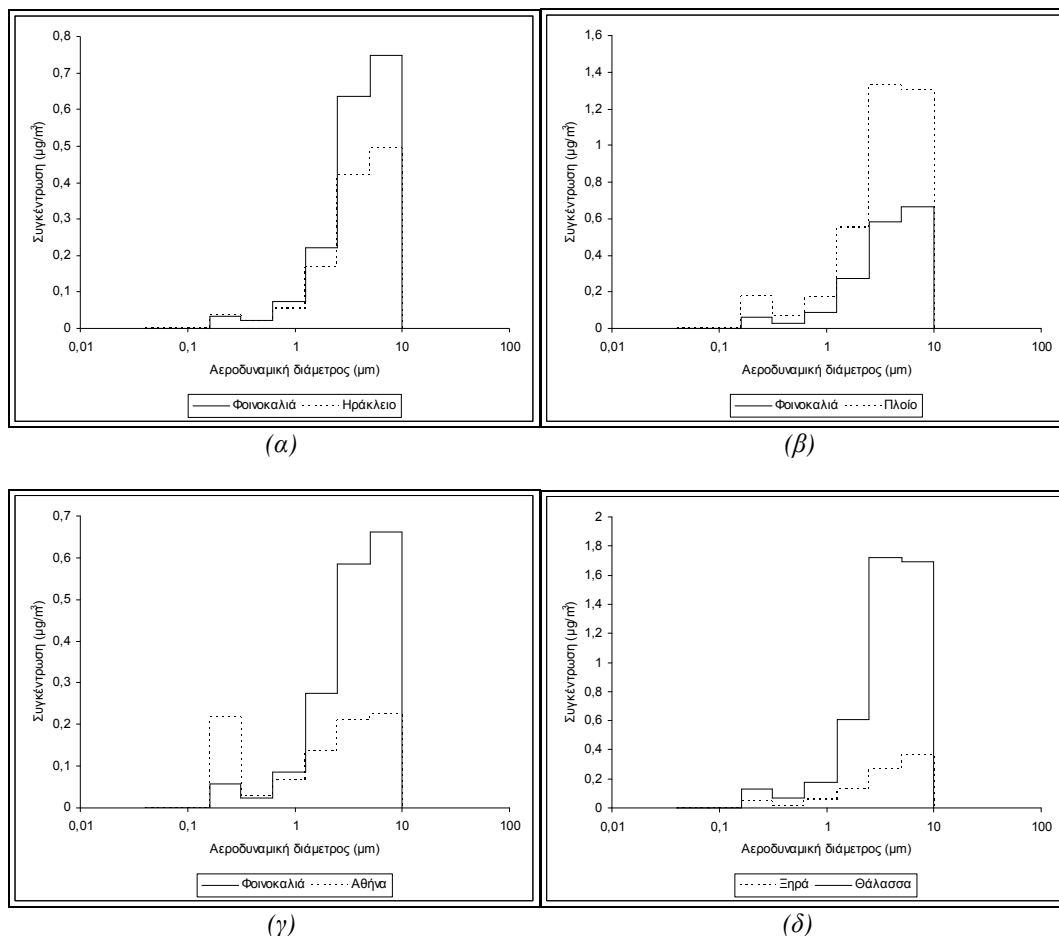 0,8
0,7
0,6
0,5
0,4
0,3
0,2
0,1
0
Συγκέντρωση (μg/m³)
0,01 0,1 1 10 100
Αεροδυναμική διάμετρος (μm)
Φοινοκαλιά Ηράκλειο
(α)
1,6
1,4
1,2
1
0,8
0,6
0,4
0,2
0
Συγκέντρωση (μg/m³)
0,01 0,1 1 10 100
Αεροδυναμική διάμετρος (μm)
Φοινοκαλιά Πλοίο
(β)
0,7
0,6
0,5
0,4
0,3
0,2
0,1
0
Συγκέντρωση (μg/m³)
0,01 0,1 1 10 100
Αεροδυναμική διάμετρος (μm)
Φοινοκαλιά Αθήνα
(γ)
2
1,8
1,6
1,4
1,2
1
0,8
0,6
0,4
0,2
0
Συγκέντρωση (μg/m³)
0,01 0,1 1 10 100
Αεροδυναμική διάμετρος (μm)
Ξηρά Θάλασσα
(δ)